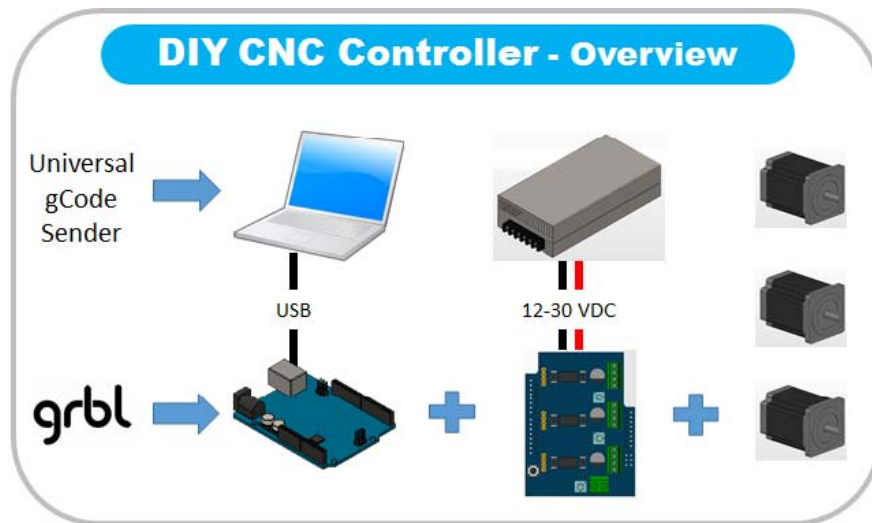 DIY CNC Controller - Overview
Universal
gCode
Sender
USB
12-30 VDC
grbl